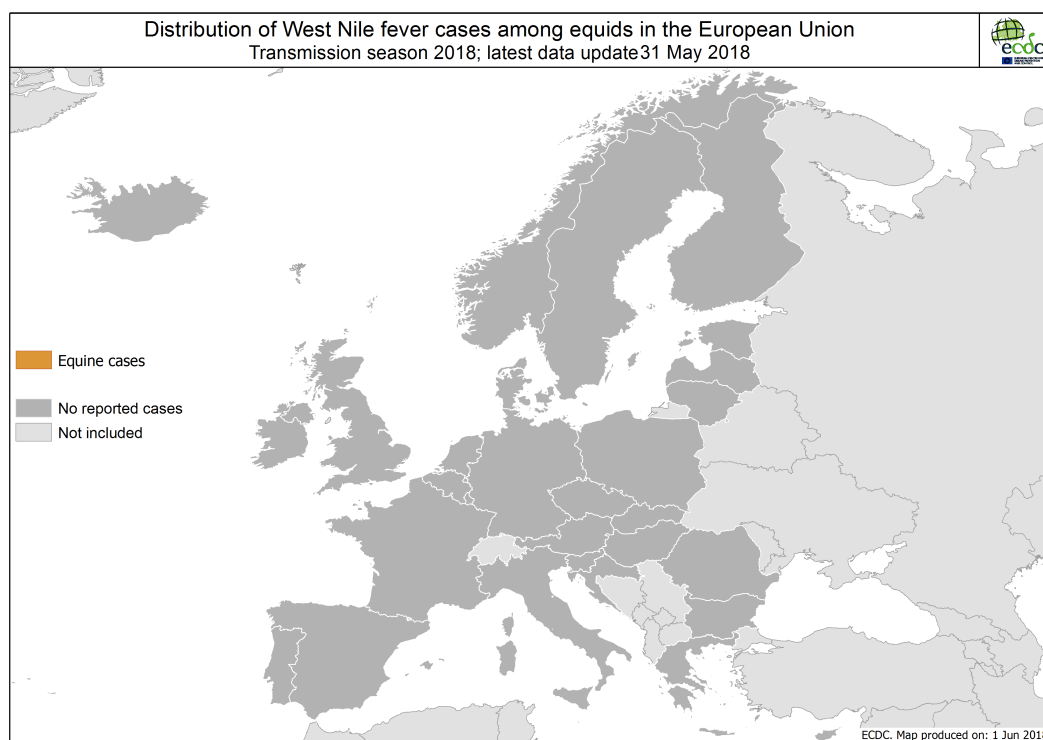 Distribution of West Nile fever cases among equids in the European Union
Transmission season 2018; latest data update31 May 2018
ecdc
Equine cases
No reported cases
Not included
ECDC. Map produced on: 1 Jun 2018